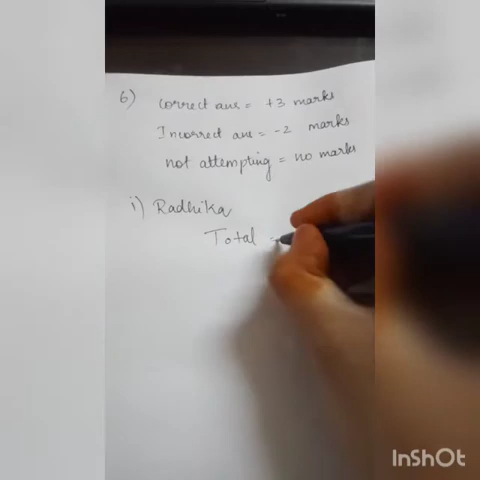 6) correct ans = +3 marks
Incorrect ans = -2 marks
not attempting = no marks
i) Radhika
Total =
InShOt